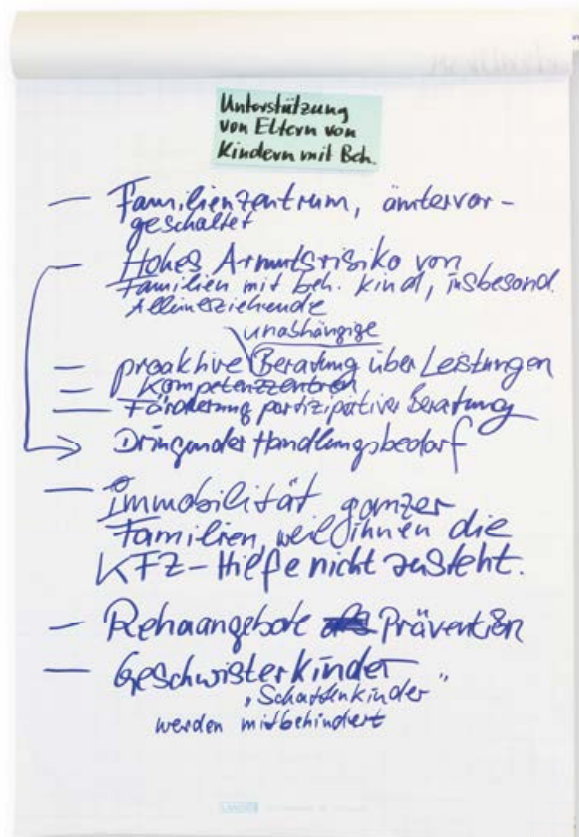 Unterstützung
von Eltern von
Kindern mit Beh.
— Familienzentrum, ämtervor-
geschaltet
— Hohes Armutsrisiko von
Familien mit beh. Kind, insbesond.
Alleinerziehende
unabhängige
— proaktive Beratung über Leistungen
— Kompetenzzentren
— Förderung partizipativer Beratung
→ Dringender Handlungsbedarf
— Immobilität ganzer
Familien, weil ihnen die
KFZ-Hilfe nicht zusteht.
— Rehaangebote als Prävention
— Geschwisterkinder
"Schattenkinder"
werden mitbehindert
LANDRÉ